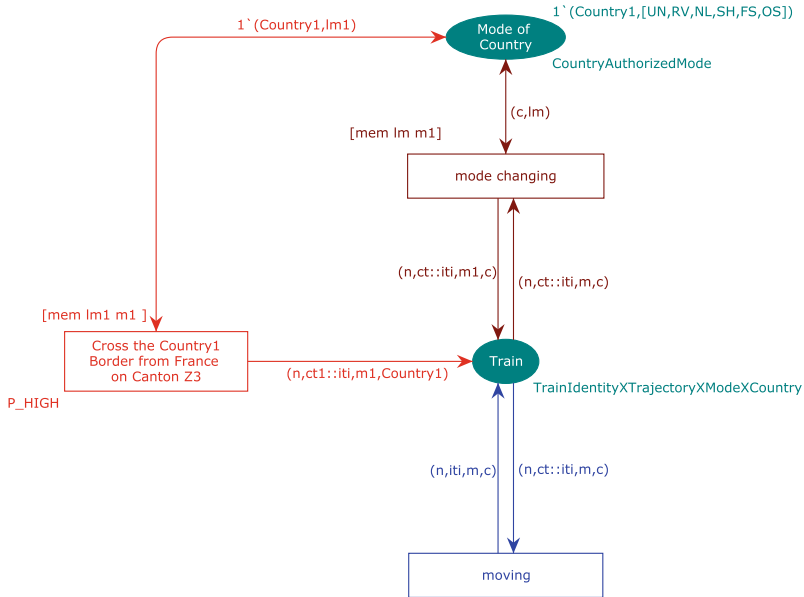 1`(Country1,[UN,RV,NL,SH,FS,OS])
1`(Country1,lm1)
Mode of
Country
CountryAuthorizedMode
(c,lm)
[mem lm m1]
mode changing
(n,ct::iti,m1,c)
(n,ct::iti,m,c)
[mem lm1 m1 ]
Cross the Country1
Border from France
on Canton Z3
P_HIGH
(n,ct1::iti,m1,Country1)
Train
TrainIdentityXTrajectoryXModeXCountry
(n,iti,m,c)
(n,ct::iti,m,c)
moving